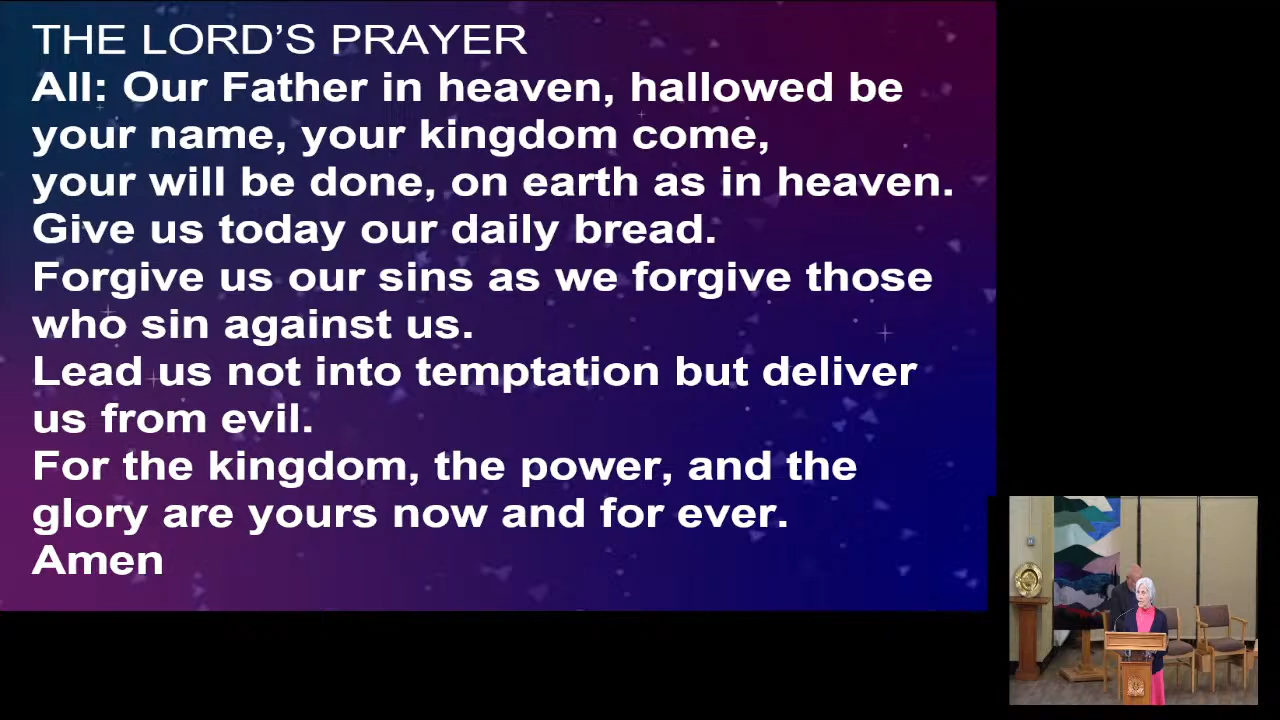 THE LORD’S PRAYER
All: Our Father in heaven, hallowed be
your name, your kingdom come,
your will be done, on earth as in heaven.
Give us today our daily bread.
Forgive us our sins as we forgive those
who sin against us.
Lead us not into temptation but deliver
us from evil.
For the kingdom, the power, and the
glory are yours now and for ever.
Amen